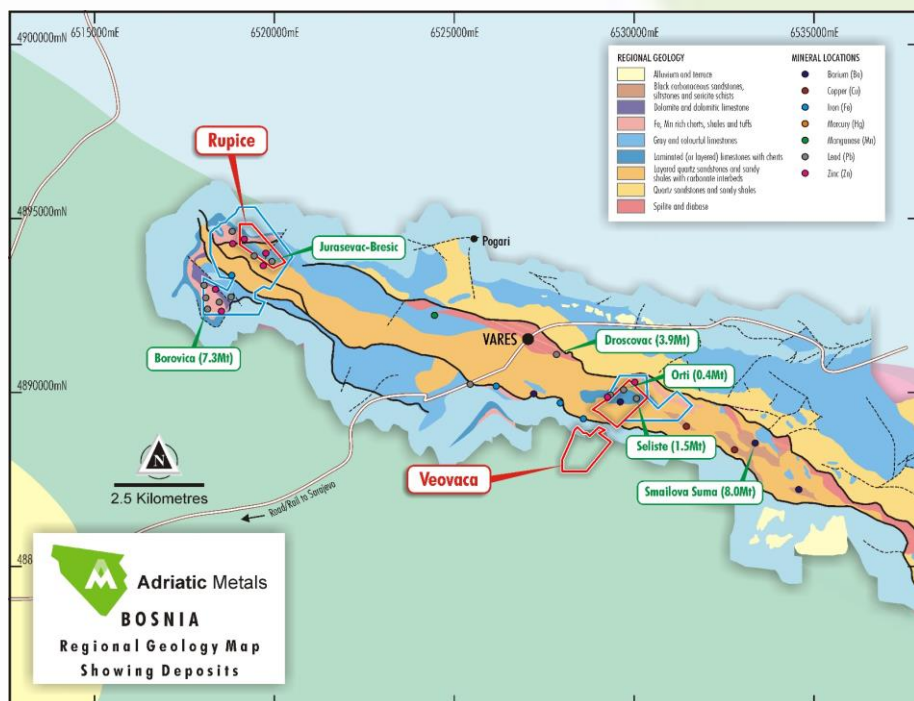 6515000mE
6520000mE
6525000mE
6530000mE
6535000mE
4900000mN
4895000mN
4890000mN
488
REGIONAL GEOLOGY
Alluvium and terrace
Black carbonaceous sandstones,
siltstones and sericite schists
Dolomite and dolomitic limestone
Fe, Mn rich cherts, shales and tuffs
Gray and colourful limestones
Laminated (or layered) limestones with cherts
Layered quartz sandstones and sandy
shales with carbonate interbeds
Quartz sandstones and sandy shales
Spilite and diabase
MINERAL LOCATIONS
Barium (Ba)
Copper (Cu)
Iron (Fe)
Mercury (Hg)
Manganese (Mn)
Lead (Pb)
Zinc (Zn)
Rupice
Jurasevac-Bresic
Pogari
VARES
Droscovac (3.9Mt)
Borovica (7.3Mt)
Orti (0.4Mt)
Seliste (1.5Mt)
Veovaca
Smailova Suma (8.0Mt)
N
2.5 Kilometres
Road/Rail to Sarajevo
Adriatic Metals
BOSNIA
Regional Geology Map
Showing Deposits